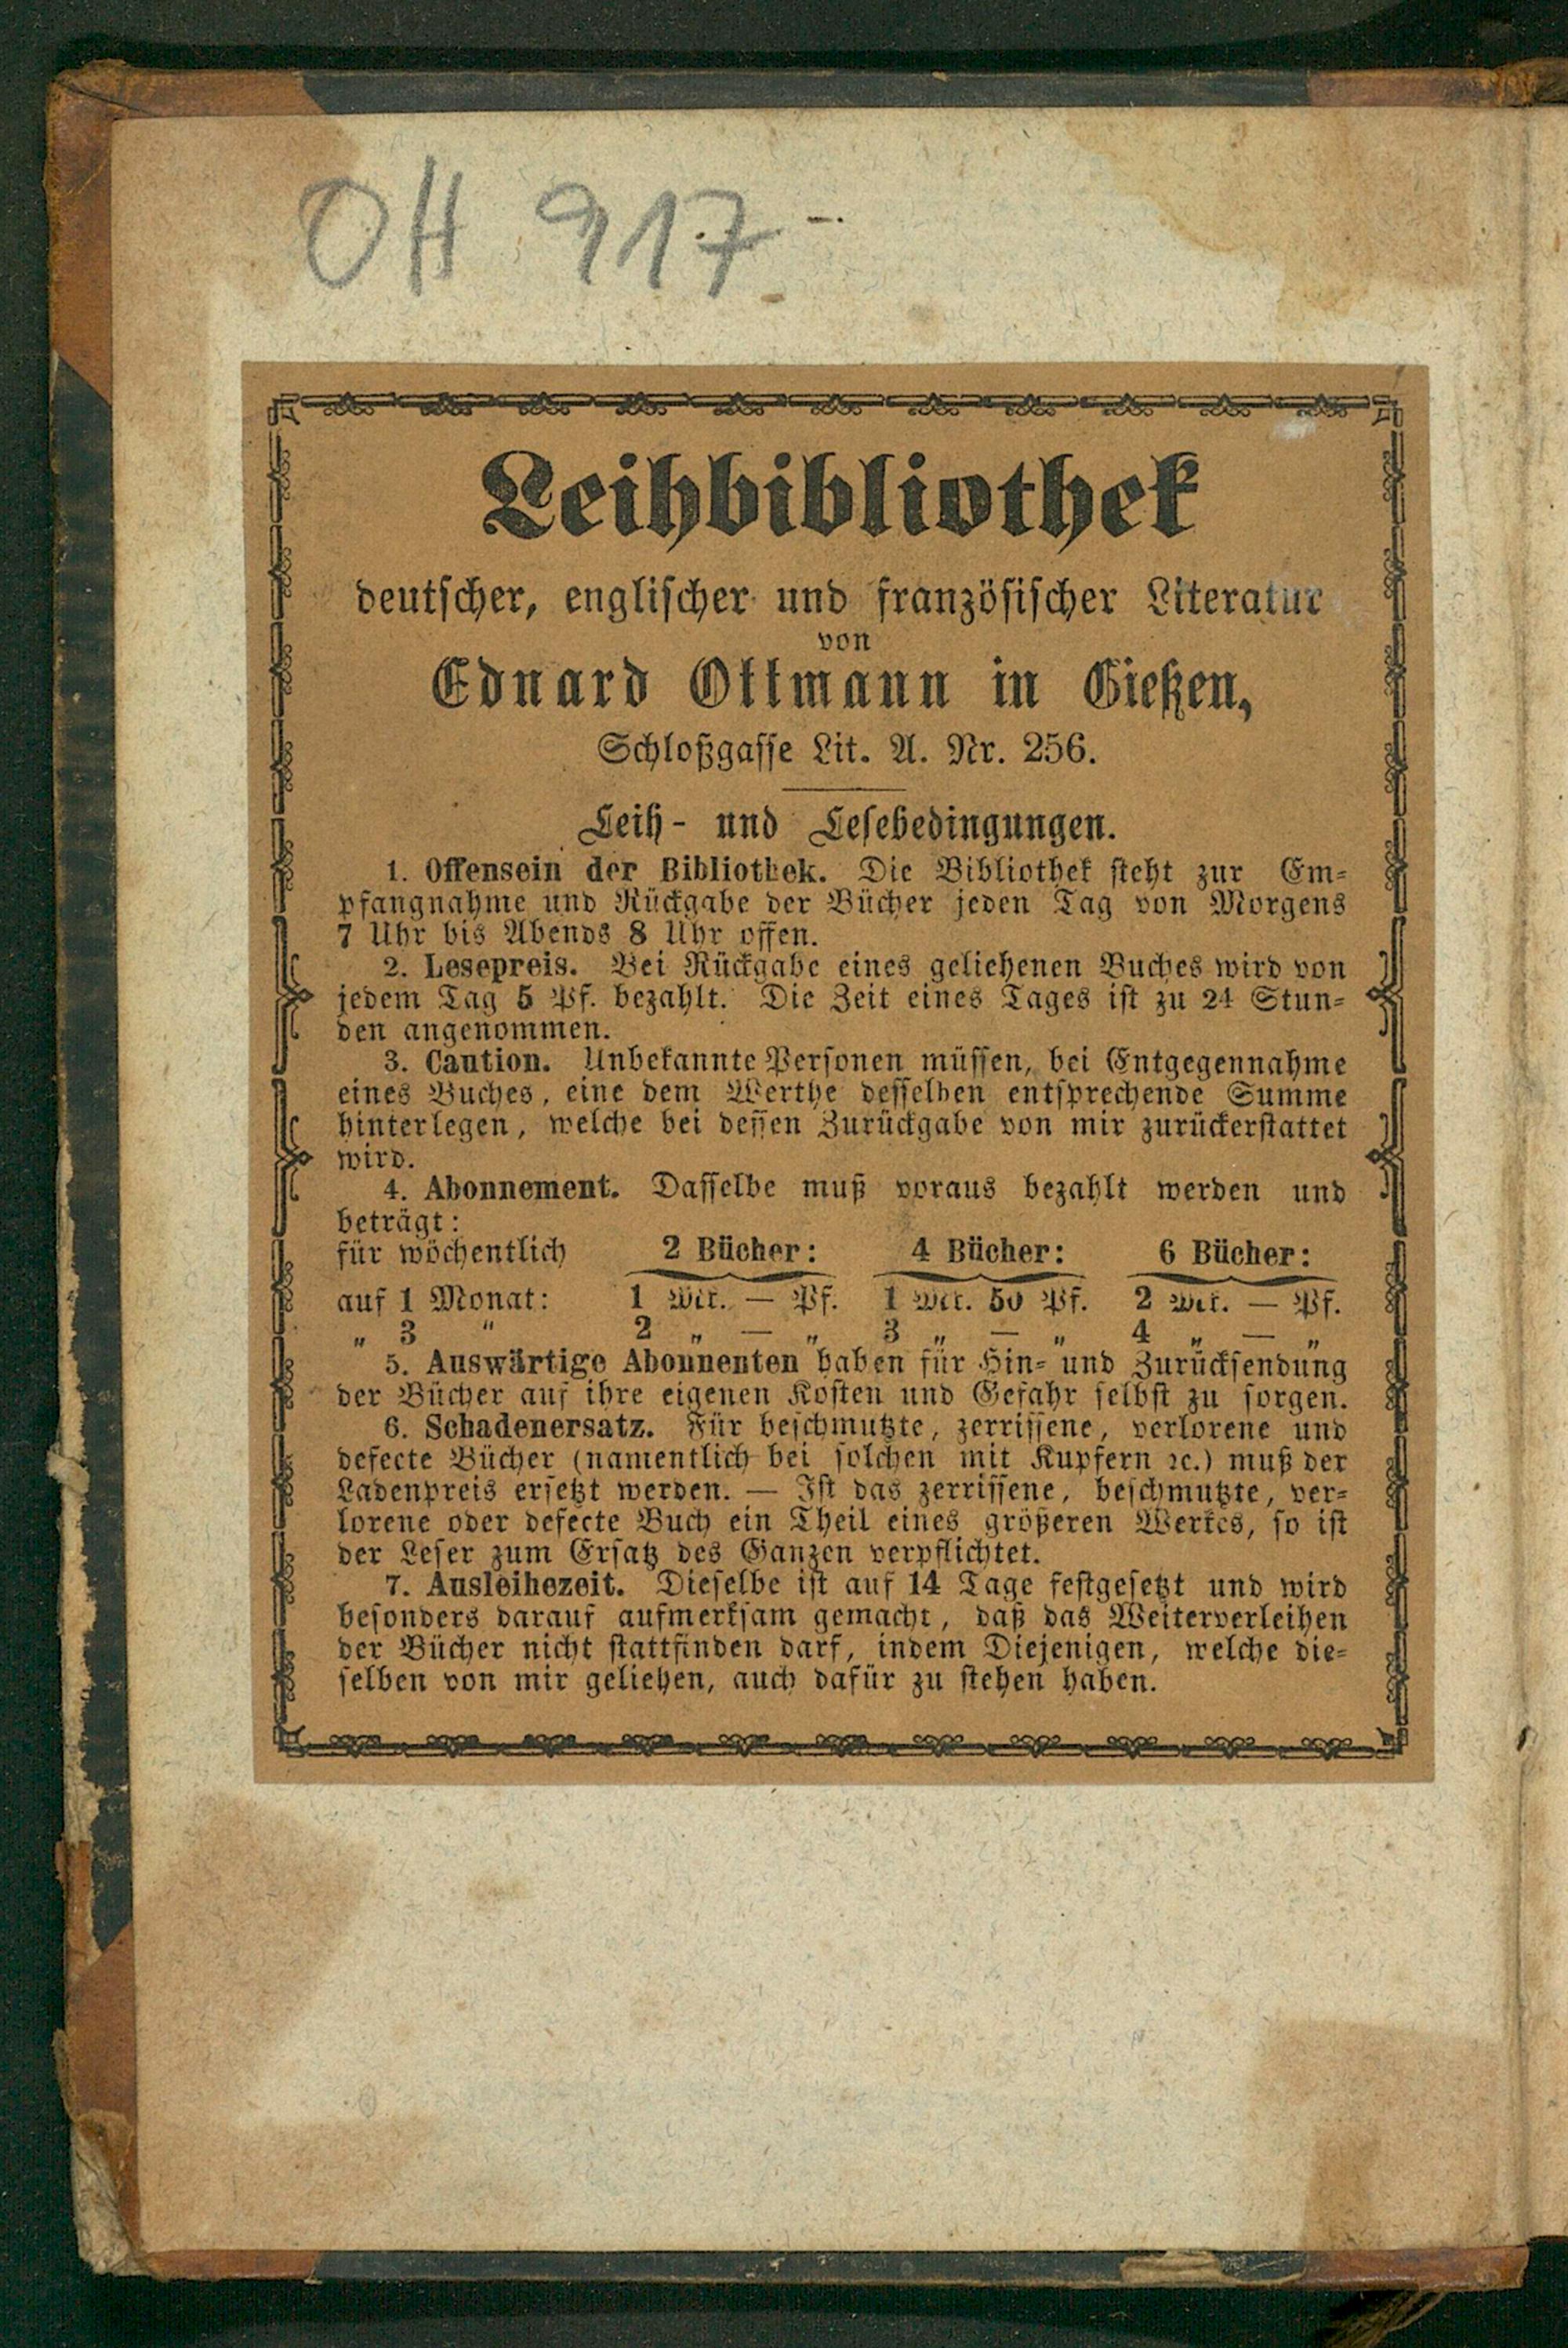 OH 917
Leihbibliothek
deutscher, englischer und französischer Literatur
von
Eduard Ottmann in Gießen,
Schloßgasse Lit. A. Nr. 256.
Leih- und Lesebedingungen.
1. Offensein der Bibliothek. Die Bibliothek steht zur Em-
pfangnahme und Rückgabe der Bücher jeden Tag von Morgens
7 Uhr bis Abends 8 Uhr offen.
2. Lesepreis. Bei Rückgabe eines geliehenen Buches wird von
jedem Tag 5 Pf. bezahlt. Die Zeit eines Tages ist zu 24 Stun-
den angenommen.
3. Caution. Unbekannte Personen müssen, bei Entgegennahme
eines Buches, eine dem Werthe desselben entsprechende Summe
hinterlegen, welche bei dessen Zurückgabe von mir zurückerstattet
wird.
4. Abonnement. Dasselbe muß voraus bezahlt werden und
beträgt:
für wöchentlich 2 Bücher: 4 Bücher: 6 Bücher:
auf 1 Monat: 1 Mk. — Pf. 1 Mk. 50 Pf. 2 Mk. — Pf.
„ 3 „ 2 „ — „ 3 „ — „ 4 „ — „
5. Auswärtige Abonnenten haben für Hin- und Zurücksendung
der Bücher auf ihre eigenen Kosten und Gefahr selbst zu sorgen.
6. Schadenersatz. Für beschmutzte, zerrissene, verlorene und
defecte Bücher (namentlich bei solchen mit Kupfern ꝛc.) muß der
Ladenpreis ersetzt werden. — Ist das zerrissene, beschmutzte, ver-
lorene oder defecte Buch ein Theil eines größeren Werkes, so ist
der Leser zum Ersatz des Ganzen verpflichtet.
7. Ausleihezeit. Dieselbe ist auf 14 Tage festgesetzt und wird
besonders darauf aufmerksam gemacht, daß das Weiterverleihen
der Bücher nicht stattfinden darf, indem Diejenigen, welche die-
selben von mir geliehen, auch dafür zu stehen haben.